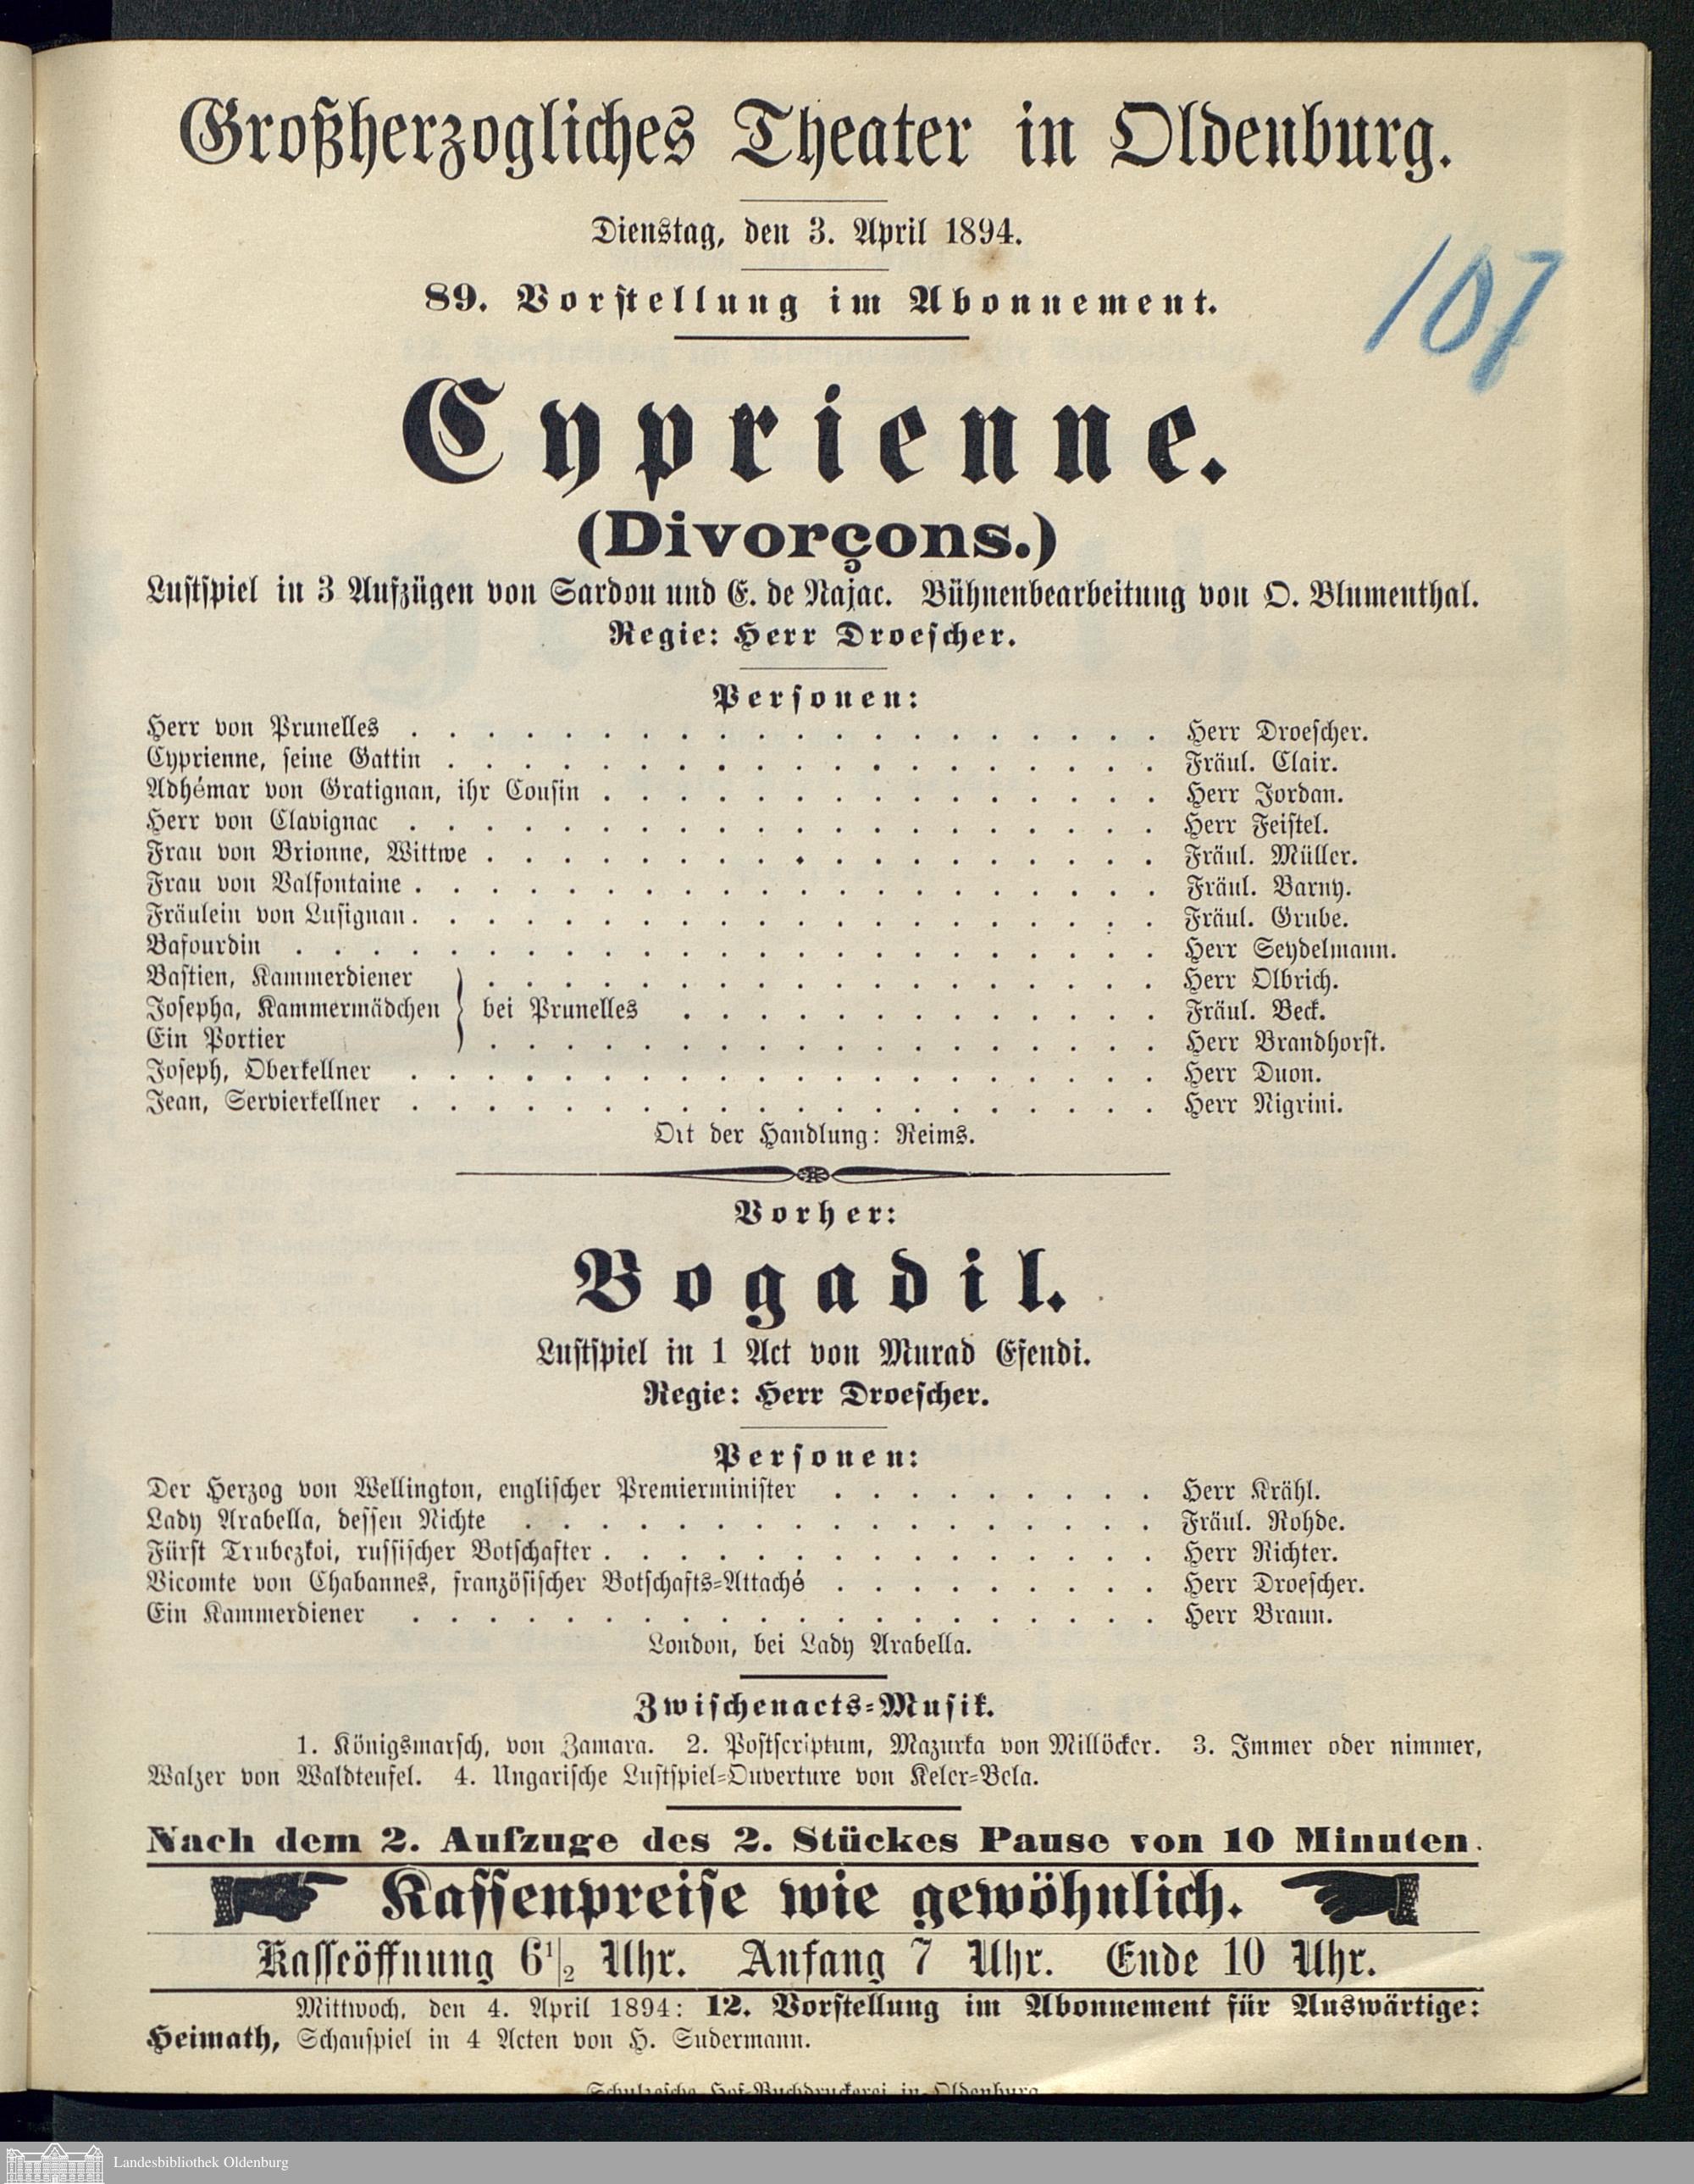 Großherzogliches Theater in Oldenburg.
Dienstag, den 3. April 1894.
107
89. Vorstellung im Abonnement.
Cyprienne.
(Divorçons.)
Lustspiel in 3 Aufzügen von Sardou und E. de Najac. Bühnenbearbeitung von O. Blumenthal.
Regie: Herr Droescher.
Personen:
Herr von Prunelles . . . . . . . . . . . . . . . . . . . . Herr Droescher.
Cyprienne, seine Gattin . . . . . . . . . . . . . . . . . . . Fräul. Clair.
Adhémar von Gratignan, ihr Cousin . . . . . . . . . . . . . . . Herr Jordan.
Herr von Clavignac . . . . . . . . . . . . . . . . . . . . Herr Feistel.
Frau von Brionne, Wittwe . . . . . . . . . . . . . . . . . . Fräul. Müller.
Frau von Valfontaine . . . . . . . . . . . . . . . . . . . . Fräul. Barny.
Fräulein von Lusignan . . . . . . . . . . . . . . . . . . . . Fräul. Grube.
Bafourdin . . . . . . . . . . . . . . . . . . . . . . . Herr Seydelmann.
Bastien, Kammerdiener . . . . . . . . . . . . . . . . . . Herr Olbrich.
Josepha, Kammermädchen } bei Prunelles . . . . . . . . . . . . . Fräul. Beck.
Ein Portier . . . . . . . . . . . . . . . . . . Herr Brandhorst.
Joseph, Oberkellner . . . . . . . . . . . . . . . . . . . . Herr Duon.
Jean, Servierkellner . . . . . . . . . . . . . . . . . . . . Herr Nigrini.
Ort der Handlung: Reims.
Vorher:
Bogadil.
Lustspiel in 1 Act von Murad Efendi.
Regie: Herr Droescher.
Personen:
Der Herzog von Wellington, englischer Premierminister . . . . . . . . . Herr Krähl.
Lady Arabella, dessen Nichte . . . . . . . . . . . . . . . . . Fräul. Rohde.
Fürst Trubezkoi, russischer Botschafter . . . . . . . . . . . . . . . Herr Richter.
Vicomte von Chabannes, französischer Botschafts-Attaché . . . . . . . . . Herr Droescher.
Ein Kammerdiener . . . . . . . . . . . . . . . . . . . . Herr Braun.
London, bei Lady Arabella.
Zwischenacts-Musik.
1. Königsmarsch, von Zamara. 2. Postscriptum, Mazurka von Millöcker. 3. Immer oder nimmer,
Walzer von Waldteufel. 4. Ungarische Lustspiel-Ouverture von Keler-Bela.
Nach dem 2. Aufzuge des 2. Stückes Pause von 10 Minuten.
Kassenpreise wie gewöhnlich.
Kasseöffnung 6 1/2 Uhr. Anfang 7 Uhr. Ende 10 Uhr.
Mittwoch, den 4. April 1894: 12. Vorstellung im Abonnement für Auswärtige:
Heimath, Schauspiel in 4 Acten von H. Sudermann.
Schulzesche Hof-Buchdruckerei in Oldenburg
Landesbibliothek Oldenburg